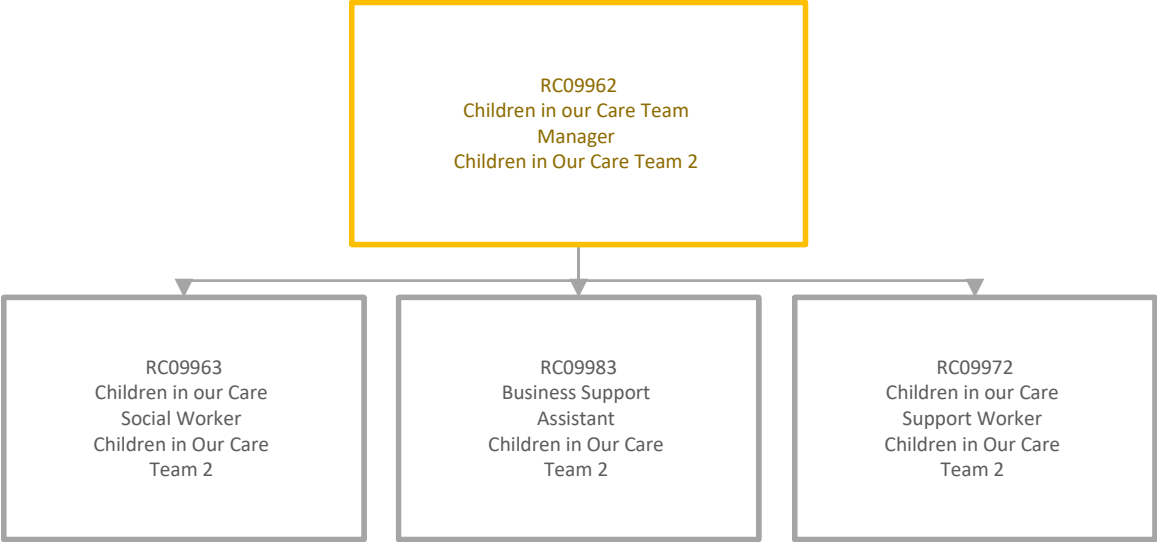 RC09962
Children in our Care Team
Manager
Children in Our Care Team 2
RC09963
Children in our Care
Social Worker
Children in Our Care
Team 2
RC09983
Business Support
Assistant
Children in Our Care
Team 2
RC09972
Children in our Care
Support Worker
Children in Our Care
Team 2